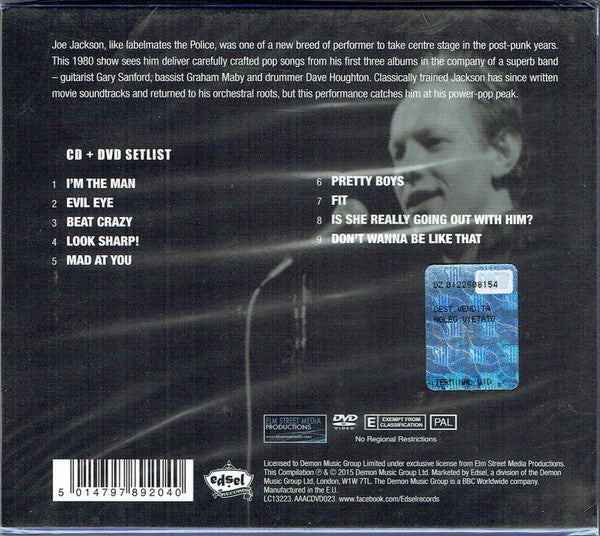 Joe Jackson, like labelmates the Police, was one of a new breed of performer to take centre stage in the post-punk years.
This 1980 show sees him deliver carefully crafted pop songs from his first three albums in the company of a superb band
– guitarist Gary Sanford, bassist Graham Maby and drummer Dave Houghton. Classically trained Jackson has since written
movie soundtracks and returned to his orchestral roots, but this performance catches him at his power-pop peak.
CD + DVD SETLIST
1 I'M THE MAN
2 EVIL EYE
3 BEAT CRAZY
4 LOOK SHARP!
5 MAD AT YOU
6 PRETTY BOYS
7 FIT
8 IS SHE REALLY GOING OUT WITH HIM?
9 DON'T WANNA BE LIKE THAT
DZ 0122608154
DEST.VENDITA
NOLEG.VIETATO
TERMINAL VID
ELM STREET MEDIA
PRODUCTIONS
DVD
VIDEO
E EXEMPT FROM
CLASSIFICATION
PAL
No Regional Restrictions
5 014797 892040
edsel
RECORDS
Licensed to Demon Music Group Limited under exclusive license from Elm Street Media Productions.
This Compilation ℗ & © 2015 Demon Music Group Ltd. Marketed by Edsel, a division of the Demon
Music Group Ltd, London, W1W 7TL. The Demon Music Group is a BBC Worldwide company.
Manufactured in the E.U.
LC13223. AAACDVD023. www.facebook.com/Edselrecords